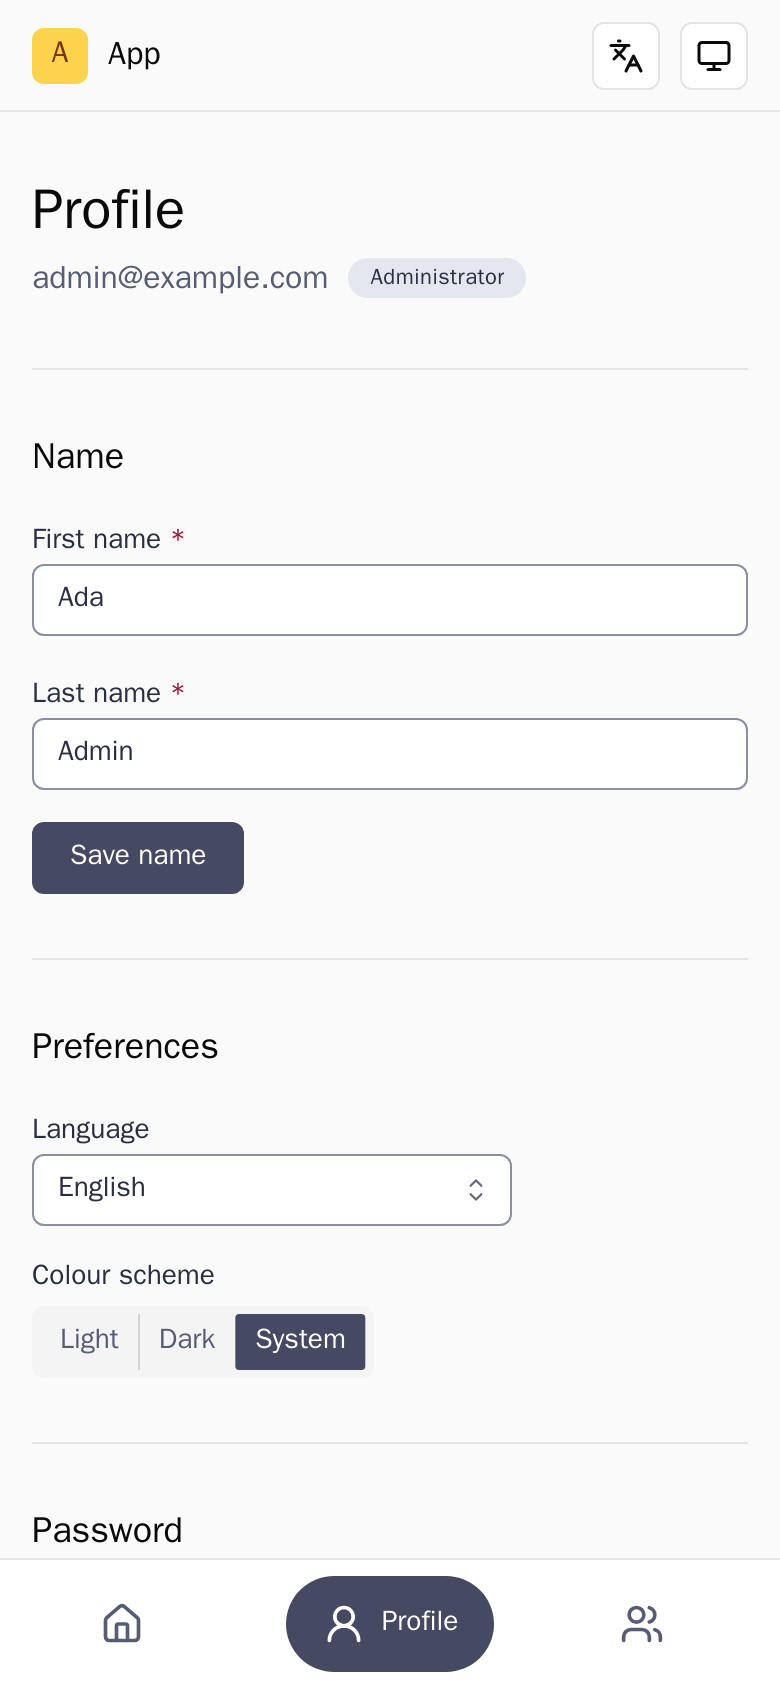 A App
Profile
admin@example.com Administrator
Name
First name *
Ada
Last name *
Admin
Save name
Preferences
Language
English
Colour scheme
Light Dark System
Password
Profile